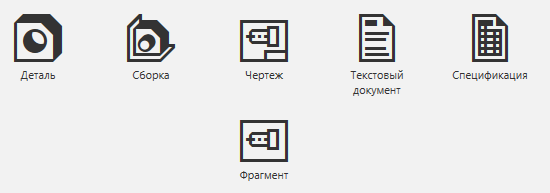 Деталь
Сборка
Чертеж
Текстовый
документ
Спецификация
Фрагмент